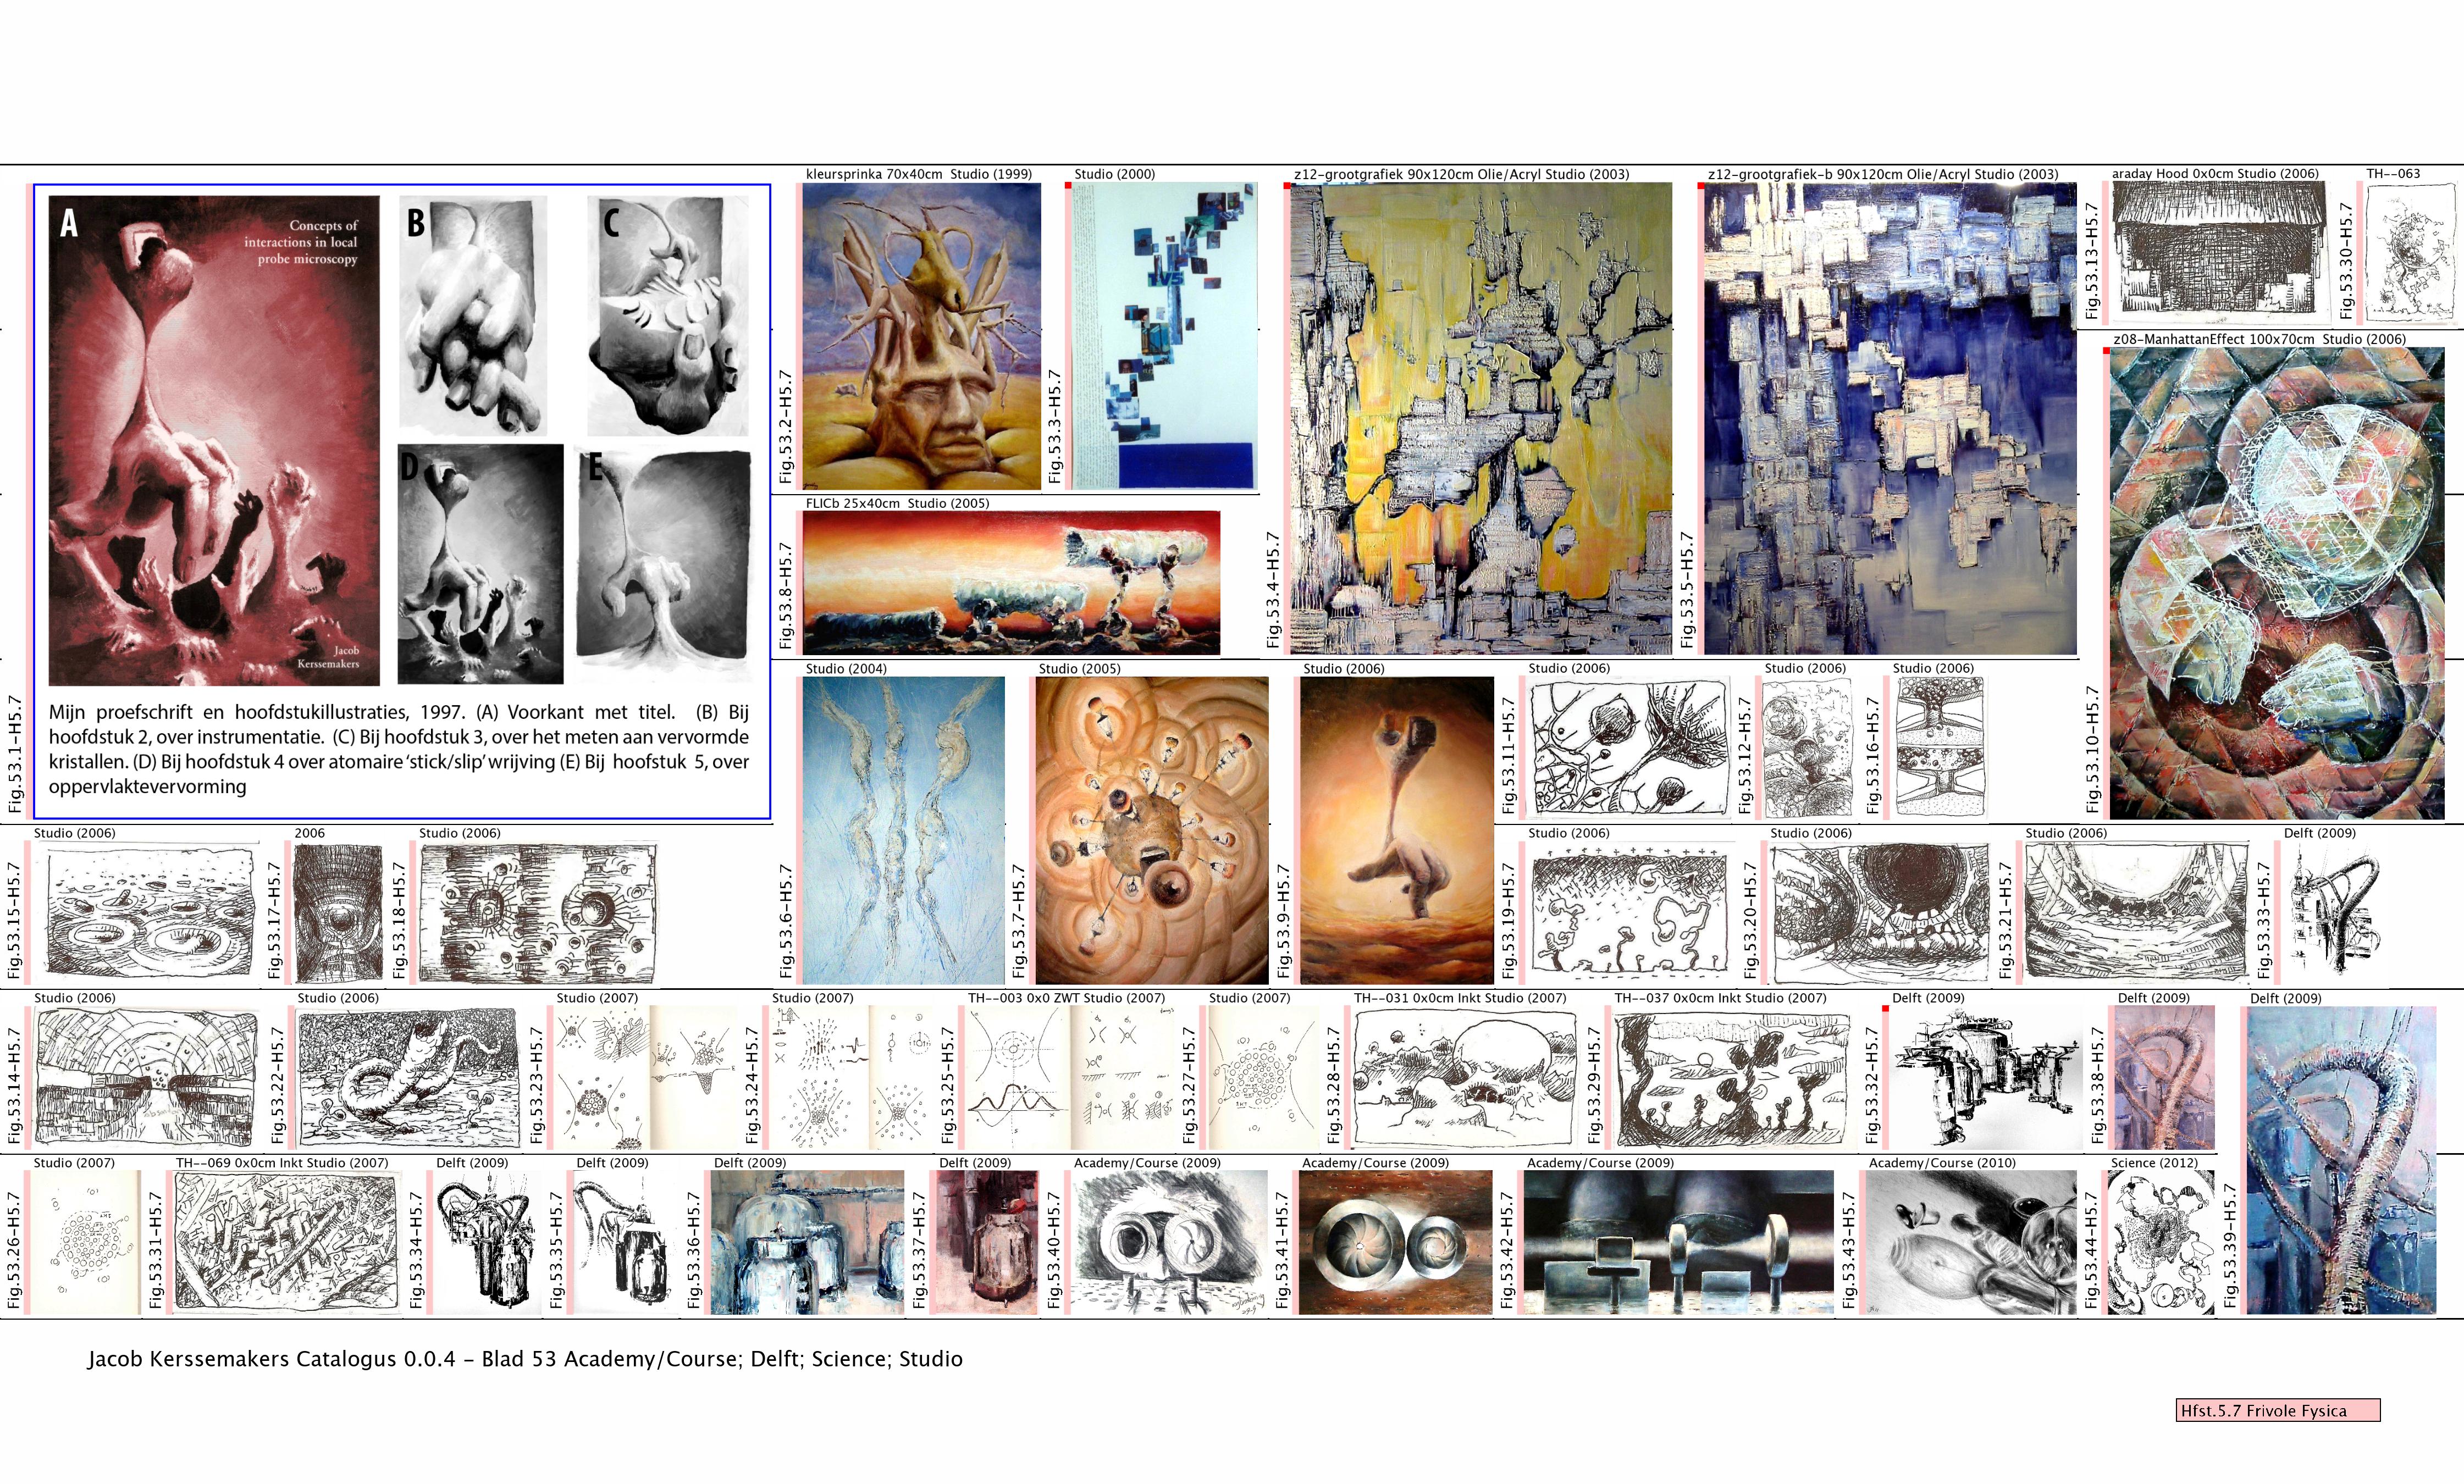 A
Concepts of
interactions in local
probe microscopy
Jacob
Kerssemakers
B
C
D
E
Mijn proefschrift en hoofdstukillustraties, 1997. (A) Voorkant met titel. (B) Bij
hoofdstuk 2, over instrumentatie. (C) Bij hoofdstuk 3, over het meten aan vervormde
kristallen. (D) Bij hoofdstuk 4 over atomaire ‘stick/slip’ wrijving (E) Bij hoofstuk 5, over
oppervlaktevervorming
Fig.53.1-H5.7
kleursprinka 70x40cm Studio (1999)
Fig.53.2-H5.7
Studio (2000)
Fig.53.3-H5.7
z12-grootgrafiek 90x120cm Olie/Acryl Studio (2003)
Fig.53.4-H5.7
z12-grootgrafiek-b 90x120cm Olie/Acryl Studio (2003)
Fig.53.5-H5.7
araday Hood 0x0cm Studio (2006)
Fig.53.13-H5.7
TH--063
Fig.53.30-H5.7
z08-ManhattanEffect 100x70cm Studio (2006)
Fig.53.10-H5.7
FLICb 25x40cm Studio (2005)
Fig.53.8-H5.7
Studio (2004)
Fig.53.6-H5.7
Studio (2005)
Fig.53.7-H5.7
Studio (2006)
Fig.53.9-H5.7
Studio (2006)
Fig.53.11-H5.7
Studio (2006)
Fig.53.12-H5.7
Studio (2006)
Fig.53.16-H5.7
Studio (2006)
Fig.53.15-H5.7
2006
Fig.53.17-H5.7
Studio (2006)
Fig.53.18-H5.7
Studio (2006)
Fig.53.19-H5.7
Studio (2006)
Fig.53.20-H5.7
Studio (2006)
Fig.53.21-H5.7
Delft (2009)
Fig.53.33-H5.7
Studio (2006)
Fig.53.14-H5.7
Studio (2006)
Fig.53.22-H5.7
Studio (2007)
Fig.53.23-H5.7
Studio (2007)
Fig.53.24-H5.7
TH--003 0x0 ZWT Studio (2007)
Fig.53.25-H5.7
Studio (2007)
Fig.53.27-H5.7
TH--031 0x0cm Inkt Studio (2007)
Fig.53.28-H5.7
TH--037 0x0cm Inkt Studio (2007)
Fig.53.29-H5.7
Delft (2009)
Fig.53.32-H5.7
Delft (2009)
Fig.53.38-H5.7
Delft (2009)
Fig.53.39-H5.7
Studio (2007)
Fig.53.26-H5.7
TH--069 0x0cm Inkt Studio (2007)
Fig.53.31-H5.7
Delft (2009)
Fig.53.34-H5.7
Delft (2009)
Fig.53.35-H5.7
Delft (2009)
Fig.53.36-H5.7
Delft (2009)
Fig.53.37-H5.7
Academy/Course (2009)
Fig.53.40-H5.7
Academy/Course (2009)
Fig.53.41-H5.7
Academy/Course (2009)
Fig.53.42-H5.7
Academy/Course (2010)
Fig.53.43-H5.7
Science (2012)
Fig.53.44-H5.7
Jacob Kerssemakers Catalogus 0.0.4 - Blad 53 Academy/Course; Delft; Science; Studio
Hfst.5.7 Frivole Fysica